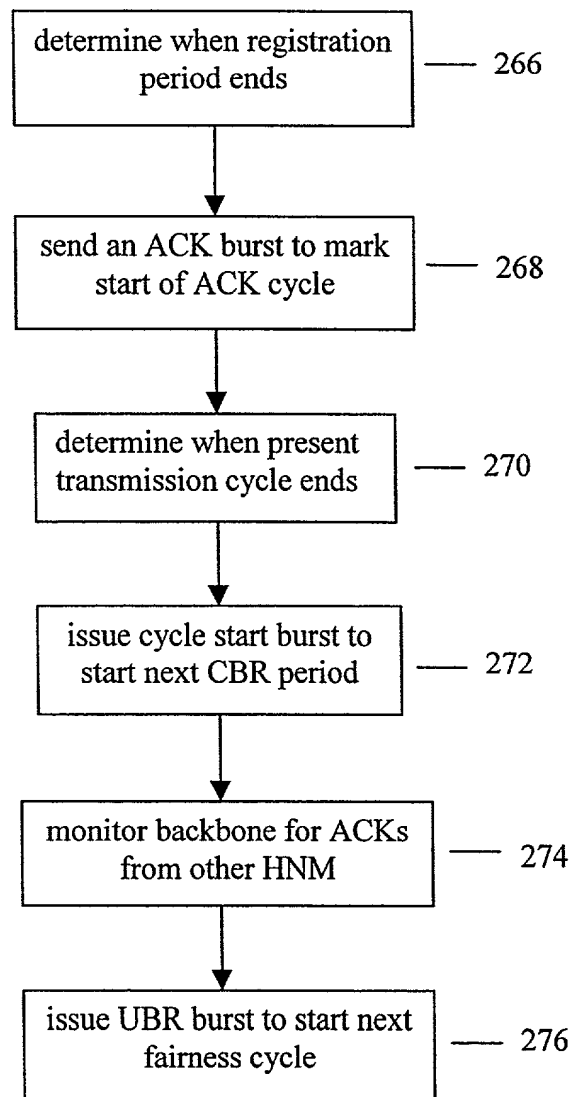 determine when registration
period ends
266
send an ACK burst to mark
start of ACK cycle
268
determine when present
transmission cycle ends
270
issue cycle start burst to
start next CBR period
272
monitor backbone for ACKs
from other HNM
274
issue UBR burst to start next
fairness cycle
276